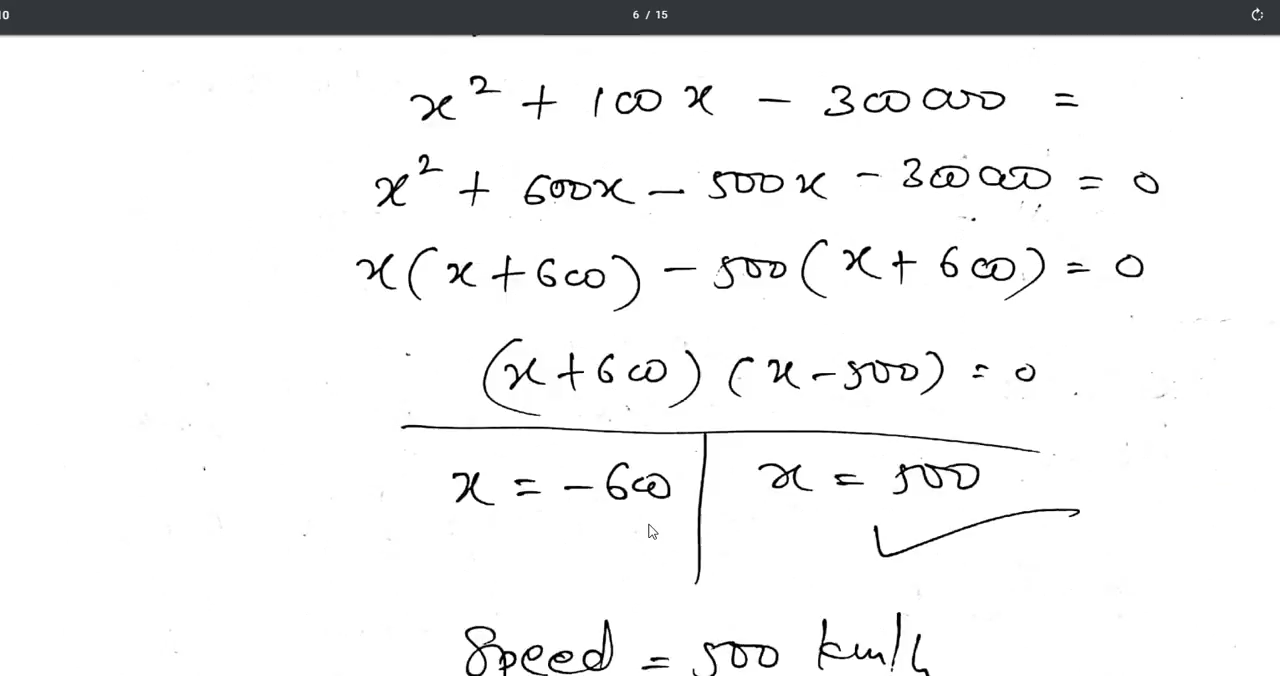 10
6 / 15
x² + 100x - 300000 =
x² + 600x - 500x - 300000 = 0
x(x+600) - 500(x+600) = 0
(x+600)(x-500) = 0
x = -600 | x = 500
Speed = 500 km/h